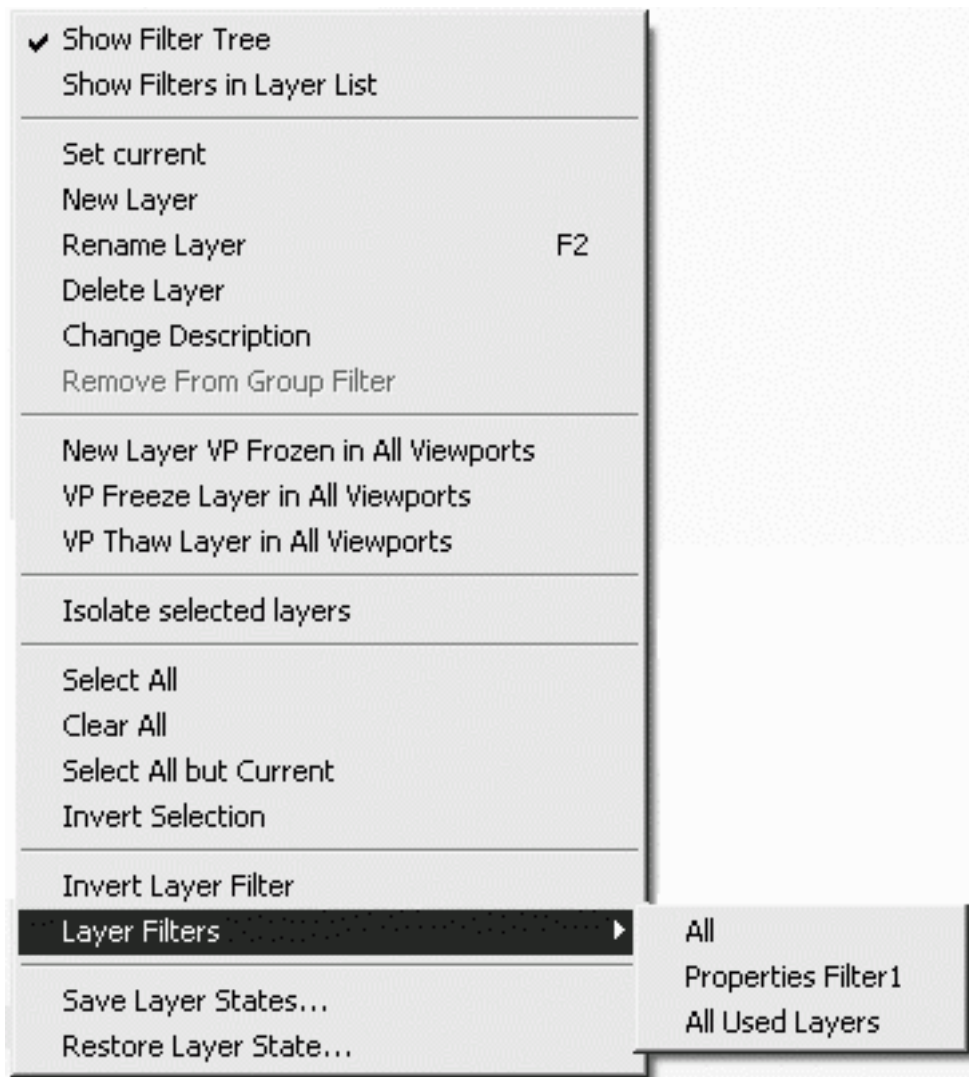 Show Filter Tree
Show Filters in Layer List
Set current
New Layer
Rename Layer F2
Delete Layer
Change Description
Remove From Group Filter
New Layer VP Frozen in All Viewports
VP Freeze Layer in All Viewports
VP Thaw Layer in All Viewports
Isolate selected layers
Select All
Clear All
Select All but Current
Invert Selection
Invert Layer Filter
Layer Filters
All
Properties Filter1
All Used Layers
Save Layer States...
Restore Layer State...